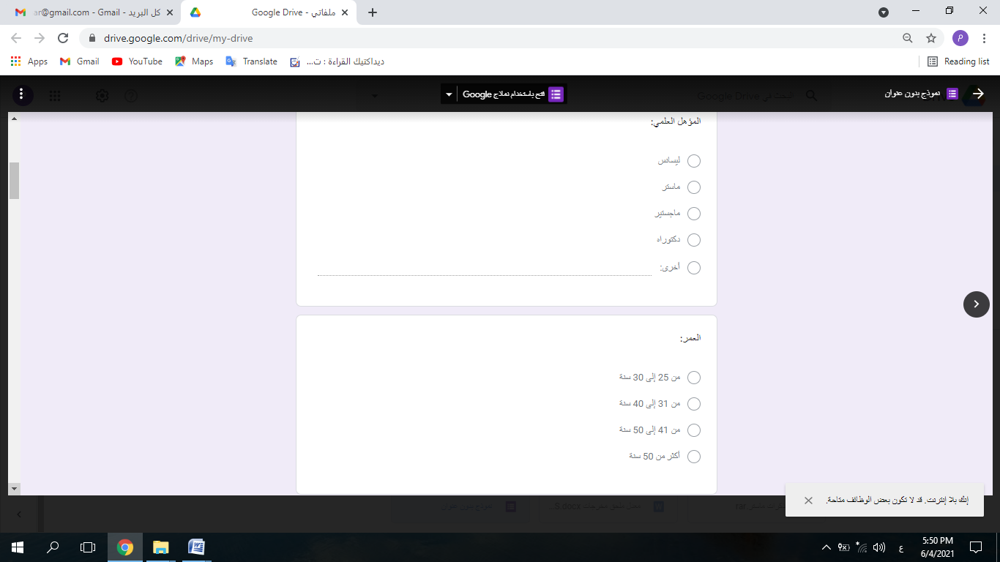 كل البريد - ar@gmail.com - Gmail
ملفاتي - Google Drive
drive.google.com/drive/my-drive
P
Apps
Gmail
YouTube
Maps
Translate
ديداكتيك القراءة : ت...
Reading list
فتح باستخدام نماذج Google
البحث في Google Drive
نموذج بدون عنوان
المؤهل العلمي:
ليسانس
ماستر
ماجستير
دكتوراه
أخرى:
العمر:
من 25 إلى 30 سنة
من 31 إلى 40 سنة
من 41 إلى 50 سنة
أكثر من 50 سنة
إنك بلا إنترنت. قد لا تكون بعض الوظائف متاحة.
نموذج بدون عنوان
S.docx...
.rar
ع
5:50 PM
6/4/2021